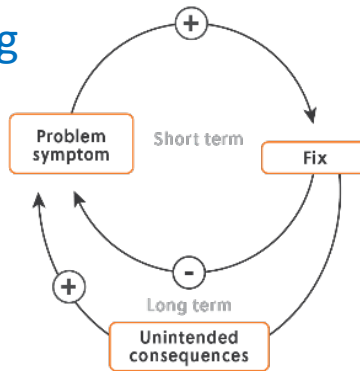 g
+
Problem
symptom
Short term
Fix
-
+
Long term
Unintended
consequences